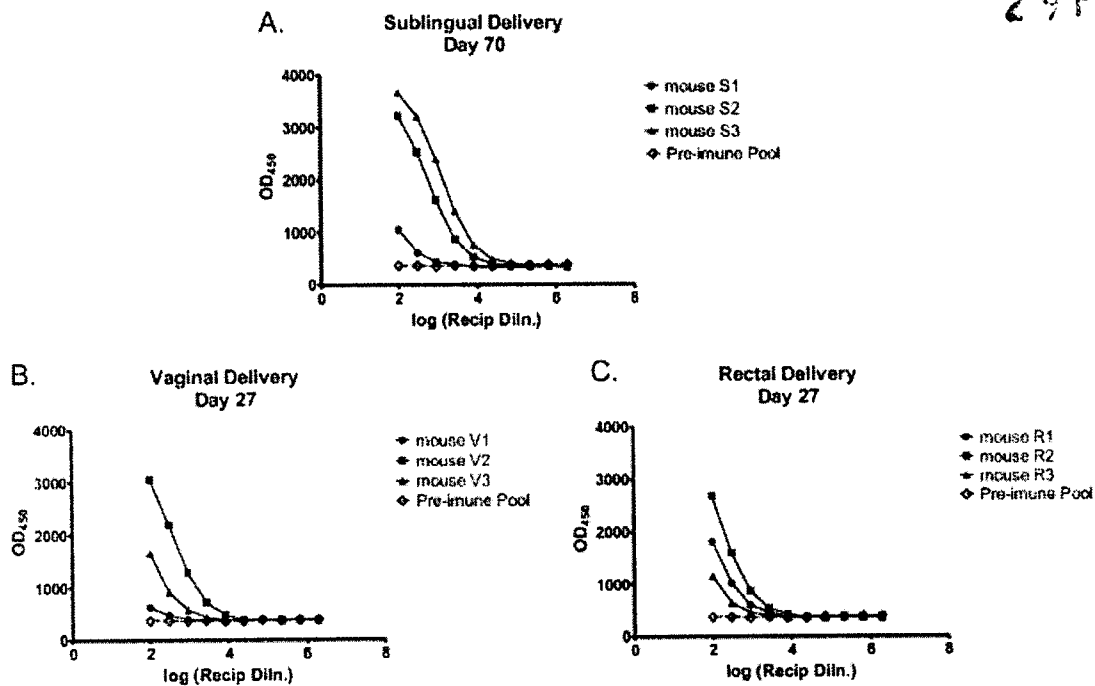 A.
Sublingual Delivery
Day 70
4000
3000
2000
1000
0
OD450
0 2 4 6 8
log (Recip Diln.)
mouse S1
mouse S2
mouse S3
Pre-imune Pool
B.
Vaginal Delivery
Day 27
4000
3000
2000
1000
0
OD450
0 2 4 6 8
log (Recip Diln.)
mouse V1
mouse V2
mouse V3
Pre-imune Pool
C.
Rectal Delivery
Day 27
4000
3000
2000
1000
0
OD450
0 2 4 6 8
log (Recip Diln.)
mouse R1
mouse R2
mouse R3
Pre-imune Pool